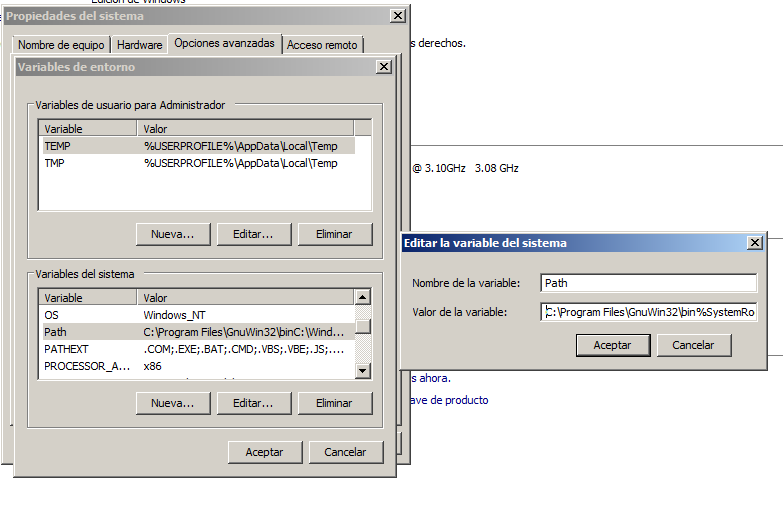 Edición de Windows
Propiedades del sistema
Nombre de equipo Hardware Opciones avanzadas Acceso remoto
s derechos.
Variables de entorno
Variables de usuario para Administrador
Variable Valor
TEMP %USERPROFILE%\AppData\Local\Temp
TMP %USERPROFILE%\AppData\Local\Temp
@ 3.10GHz 3.08 GHz
Nueva... Editar... Eliminar
Variables del sistema
Variable Valor
OS Windows_NT
Path C:\Program Files\GnuWin32\binC:\Wind...
PATHEXT .COM;.EXE;.BAT;.CMD;.VBS;.VBE;.JS;....
PROCESSOR_A... x86
Nueva... Editar... Eliminar
Aceptar Cancelar
Editar la variable del sistema
Nombre de la variable: Path
Valor de la variable: C:\Program Files\GnuWin32\bin%SystemRo
Aceptar Cancelar
s ahora.
ave de producto